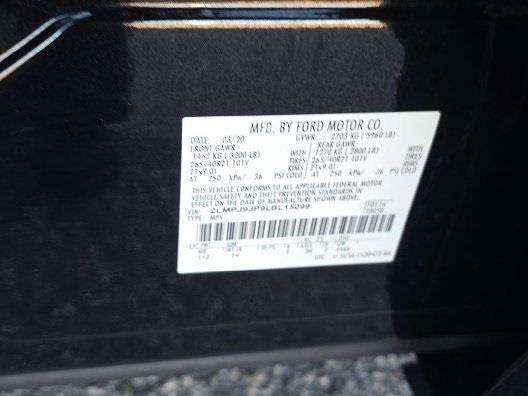 MFD. BY FORD MOTOR CO.
DATE: 03/20 GVWR: 2703 KG ( 5960 LB)
FRONT GAWR: REAR GAWR:
1452 KG ( 3200 LB) WITH 1270 KG ( 2800 LB) WITH
265/40R21 101V TIRES 265/40R21 101V TIRES
21x9.0J RIMS 21x9.0J RIMS
AT 250 kPa/ 36 PSI COLD AT 250 kPa/ 36 PSI COLD
THIS VEHICLE CONFORMS TO ALL APPLICABLE FEDERAL MOTOR
VEHICLE SAFETY AND THEFT PREVENTION STANDARDS IN
EFFECT ON THE DATE OF MANUFACTURE SHOWN ABOVE.
VIN: 2LMPJ9JP9LBL15099
TYPE: MPV